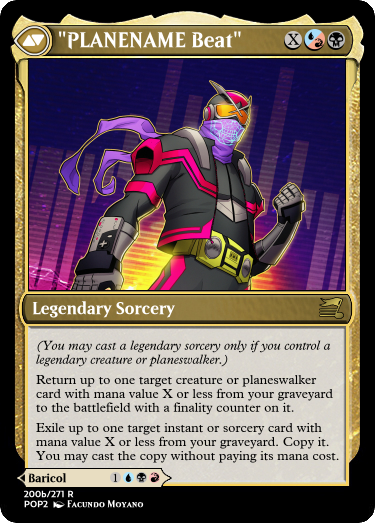 "PLANENAME Beat"
X
Legendary Sorcery
(You may cast a legendary sorcery only if you control a
legendary creature or planeswalker.)
Return up to one target creature or planeswalker
card with mana value X or less from your graveyard
to the battlefield with a finality counter on it.
Exile up to one target instant or sorcery card with
mana value X or less from your graveyard. Copy it.
You may cast the copy without paying its mana cost.
Baricol 1
200b/271 R
POP2 Facundo Moyano